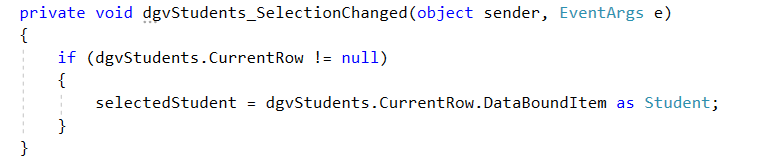 private void dgvStudents_SelectionChanged(object sender, EventArgs e)
{
    if (dgvStudents.CurrentRow != null)
    {
        selectedStudent = dgvStudents.CurrentRow.DataBoundItem as Student;
    }
}